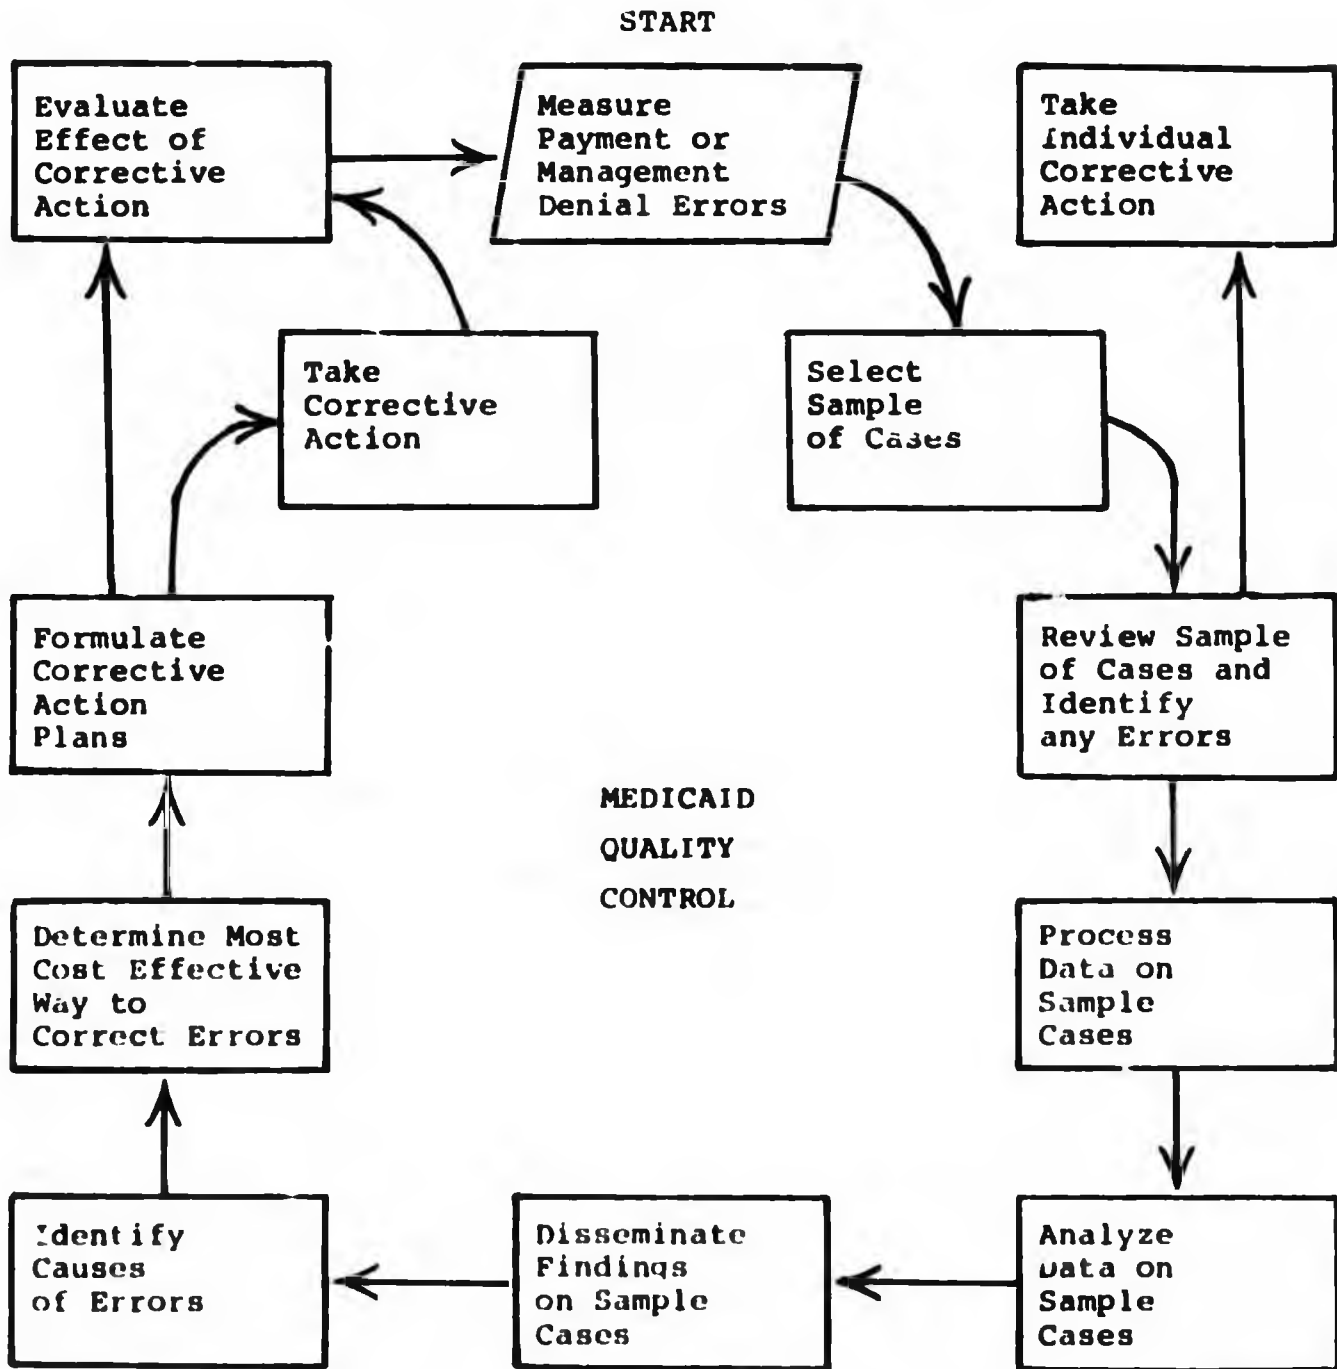 START
Evaluate
Effect of
Corrective
Action
Measure
Payment or
Management
Denial Errors
Take
Individual
Corrective
Action
Take
Corrective
Action
Select
Sample
of Cases
Formulate
Corrective
Action
Plans
Review Sample
of Cases and
Identify
any Errors
MEDICAID
QUALITY
CONTROL
Determine Most
Cost Effective
Way to
Correct Errors
Process
Data on
Sample
Cases
Identify
Causes
of Errors
Disseminate
Findings
on Sample
Cases
Analyze
Data on
Sample
Cases